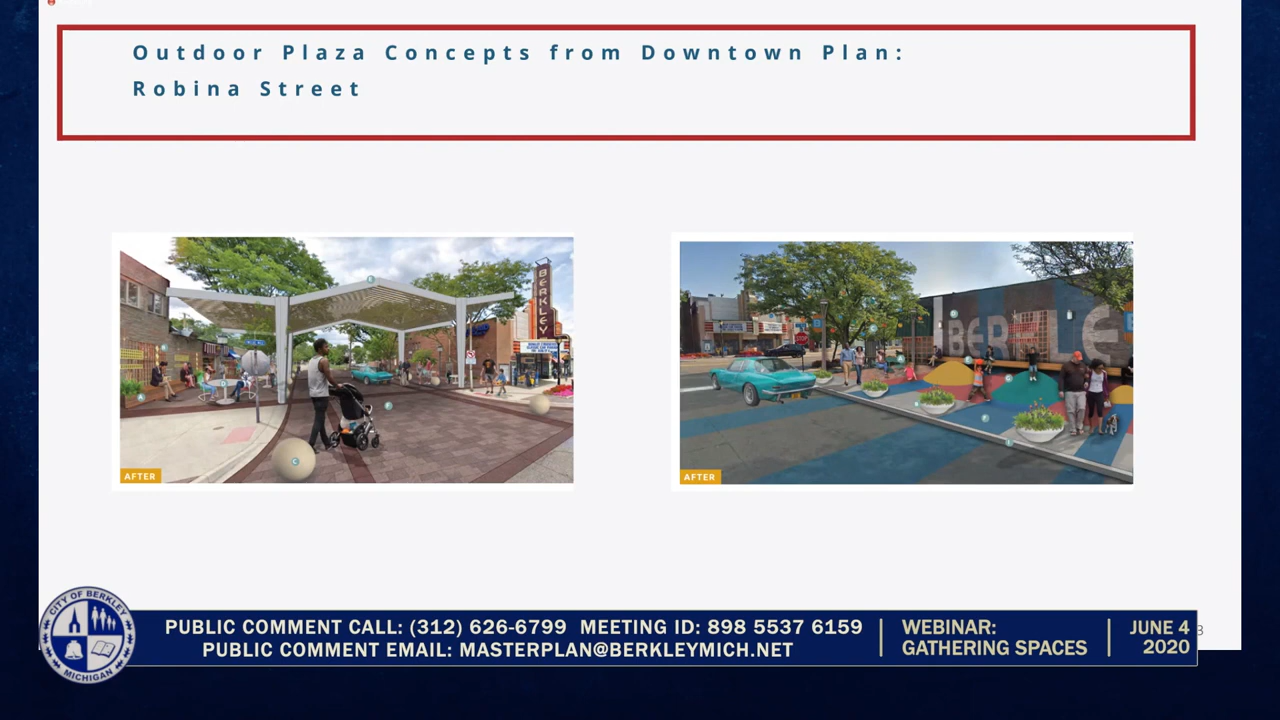 Outdoor Plaza Concepts from Downtown Plan:
Robina Street
BERKLEY
AFTER
BERKLE
AFTER
CITY OF BERKLEY
MICHIGAN
PUBLIC COMMENT CALL: (312) 626-6799 MEETING ID: 898 5537 6159
PUBLIC COMMENT EMAIL: MASTERPLAN@BERKLEYMICH.NET
WEBINAR:
GATHERING SPACES
JUNE 4
2020
3